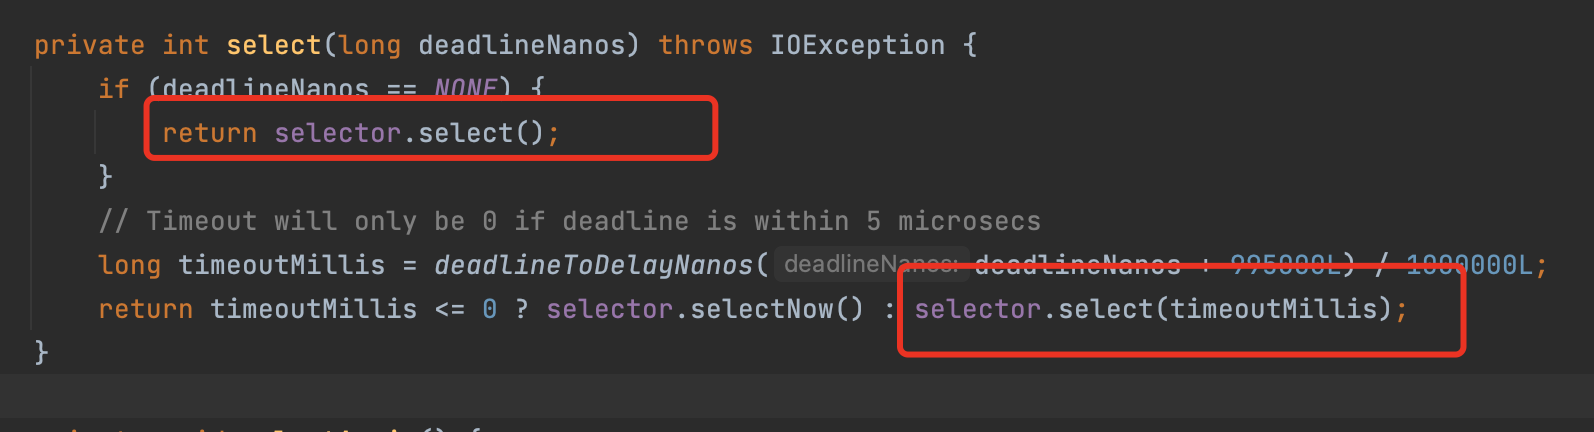 private int select(long deadlineNanos) throws IOException {
if (deadlineNanos == NONE) {
return selector.select();
}
// Timeout will only be 0 if deadline is within 5 microsecs
long timeoutMillis = deadlineToDelayNanos( deadlineNanos: deadlineNanos + 995000L) / 1000000L;
return timeoutMillis <= 0 ? selector.selectNow() : selector.select(timeoutMillis);
}